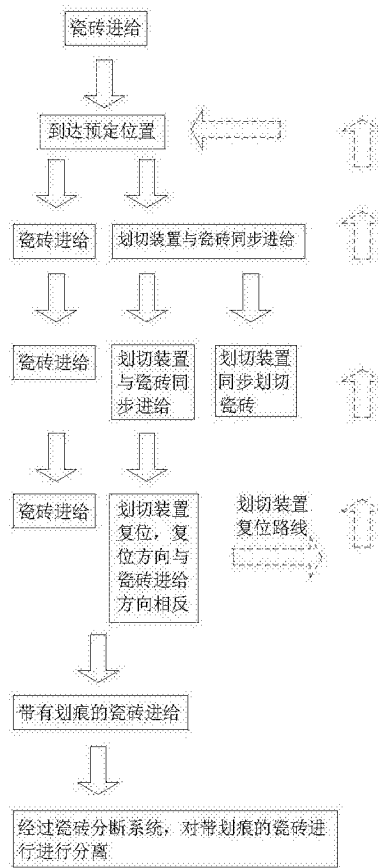 瓷砖进给
到达预定位置
瓷砖进给
划切装置与瓷砖同步进给
瓷砖进给
划切装置
与瓷砖同
步进给
划切装置
同步划切
瓷砖
瓷砖进给
划切装置
复位，复
位方向与
瓷砖进给
方向相反
划切装置
复位路线
带有划痕的瓷砖进给
经过瓷砖分断系统，对带划痕的瓷砖进
行进行分离